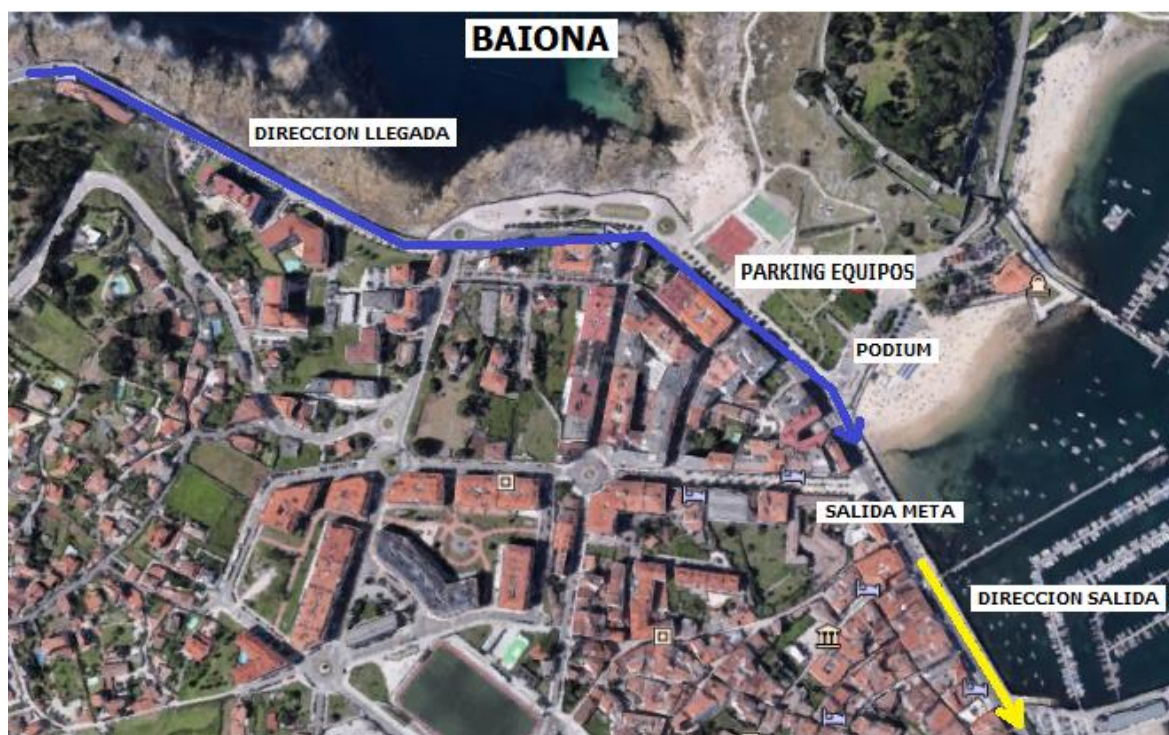 BAIONA
DIRECCION LLEGADA
PARKING EQUIPOS
PODIUM
SALIDA META
DIRECCION SALIDA